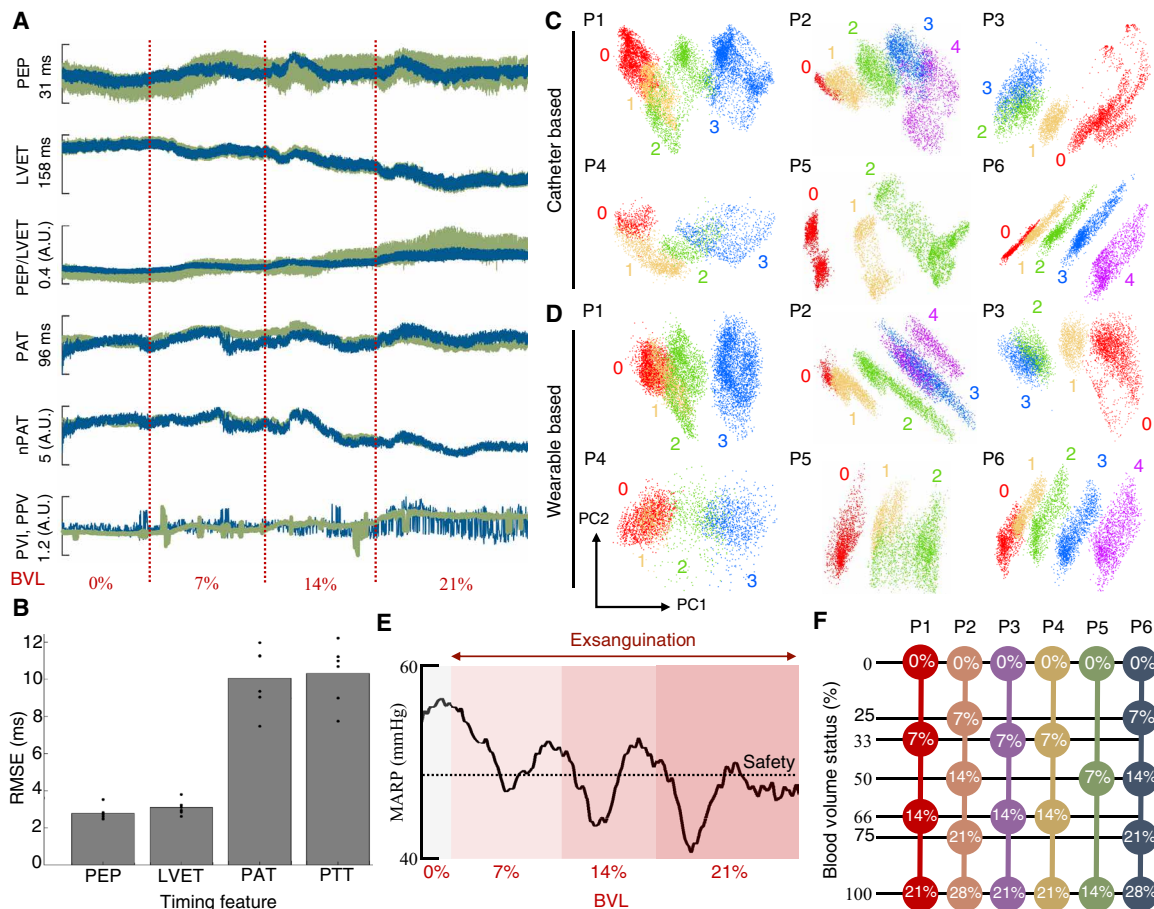 A
PEP
31 ms
LVET
158 ms
PEP/LVET
0.4 (A.U.)
PAT
96 ms
nPAT
5 (A.U.)
PVI, PPV
1.2 (A.U.)
BVL
0% 7% 14% 21%
B
RMSE (ms)
12
10
8
6
4
2
0
PEP LVET PAT PTT
Timing feature
C
Catheter based
P1
0
1
2
3
P2
0
1
2
3
4
P3
3
2
1
0
P4
0
1
2
3
P5
0
1
2
P6
0
1
2
3
4
D
Wearable based
P1
0
1
2
3
P2
0
1
2
3
4
P3
2
3
1
0
P4
0
1
2
3
P5
0
1
2
P6
0
1
2
3
4
PC2
PC1
E
Exsanguination
60
MARP (mmHg)
40
Safety
0% 7% 14% 21%
BVL
F
P1 P2 P3 P4 P5 P6
Blood volume status (%)
0 0% 0% 0% 0% 0% 0%
25 7% 7%
33 7% 7% 7%
50 14% 7% 14%
66 14% 14% 14%
75 21% 21%
100 21% 28% 21% 21% 14% 28%